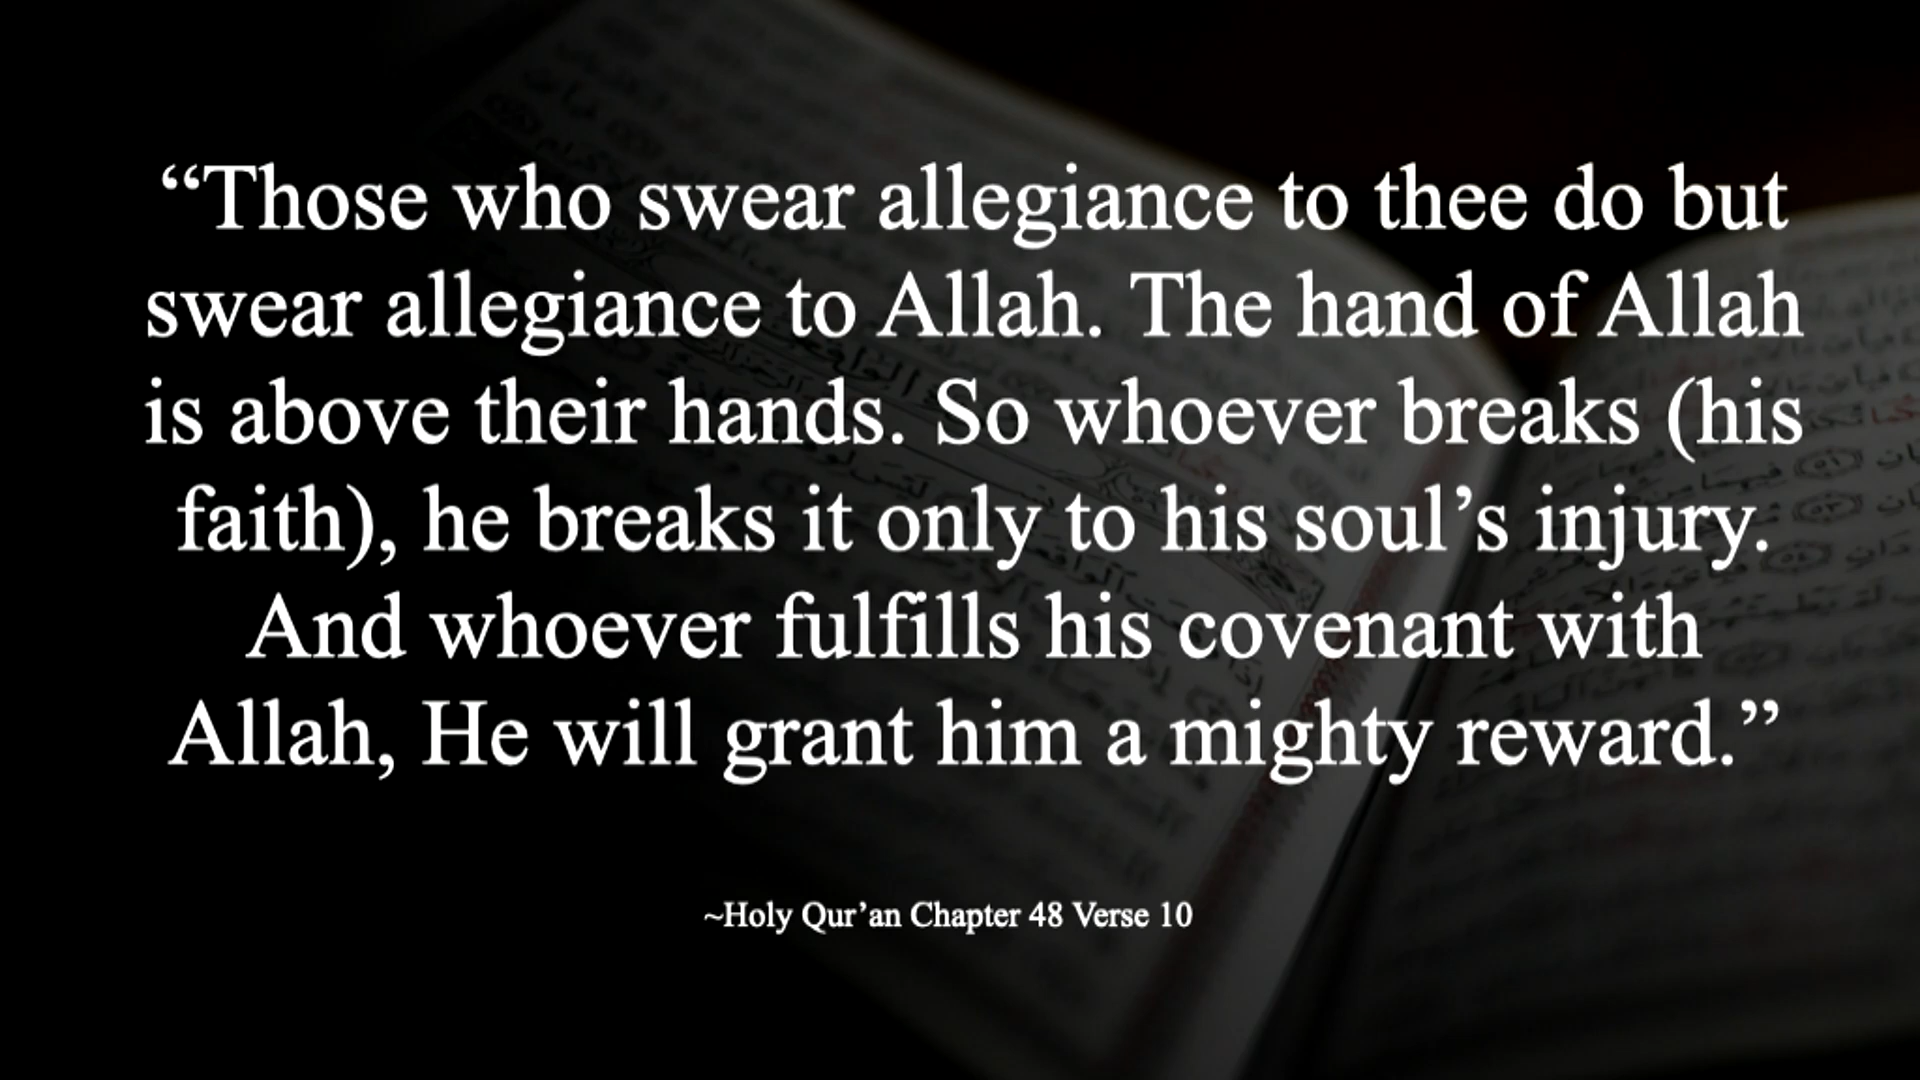 “Those who swear allegiance to thee do but
swear allegiance to Allah. The hand of Allah
is above their hands. So whoever breaks (his
faith), he breaks it only to his soul’s injury.
And whoever fulfills his covenant with
Allah, He will grant him a mighty reward.”
~Holy Qur’an Chapter 48 Verse 10